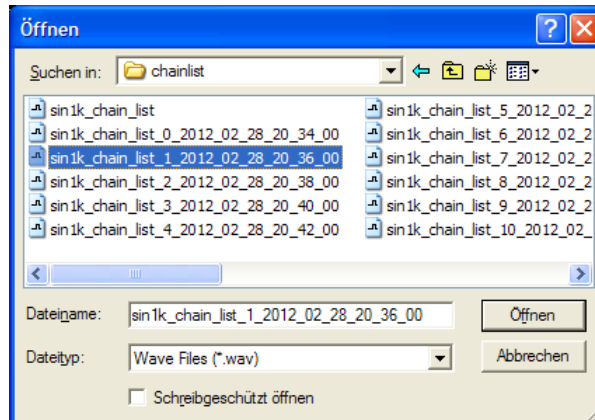 Öffnen
Suchen in: chainlist
sin1k_chain_list
sin1k_chain_list_0_2012_02_28_20_34_00
sin1k_chain_list_1_2012_02_28_20_36_00
sin1k_chain_list_2_2012_02_28_20_38_00
sin1k_chain_list_3_2012_02_28_20_40_00
sin1k_chain_list_4_2012_02_28_20_42_00
sin1k_chain_list_5_2012_02_2
sin1k_chain_list_6_2012_02_2
sin1k_chain_list_7_2012_02_2
sin1k_chain_list_8_2012_02_2
sin1k_chain_list_9_2012_02_2
sin1k_chain_list_10_2012_02_
Dateiname: sin1k_chain_list_1_2012_02_28_20_36_00 Öffnen
Dateityp: Wave Files (*.wav) Abbrechen
Schreibgeschützt öffnen